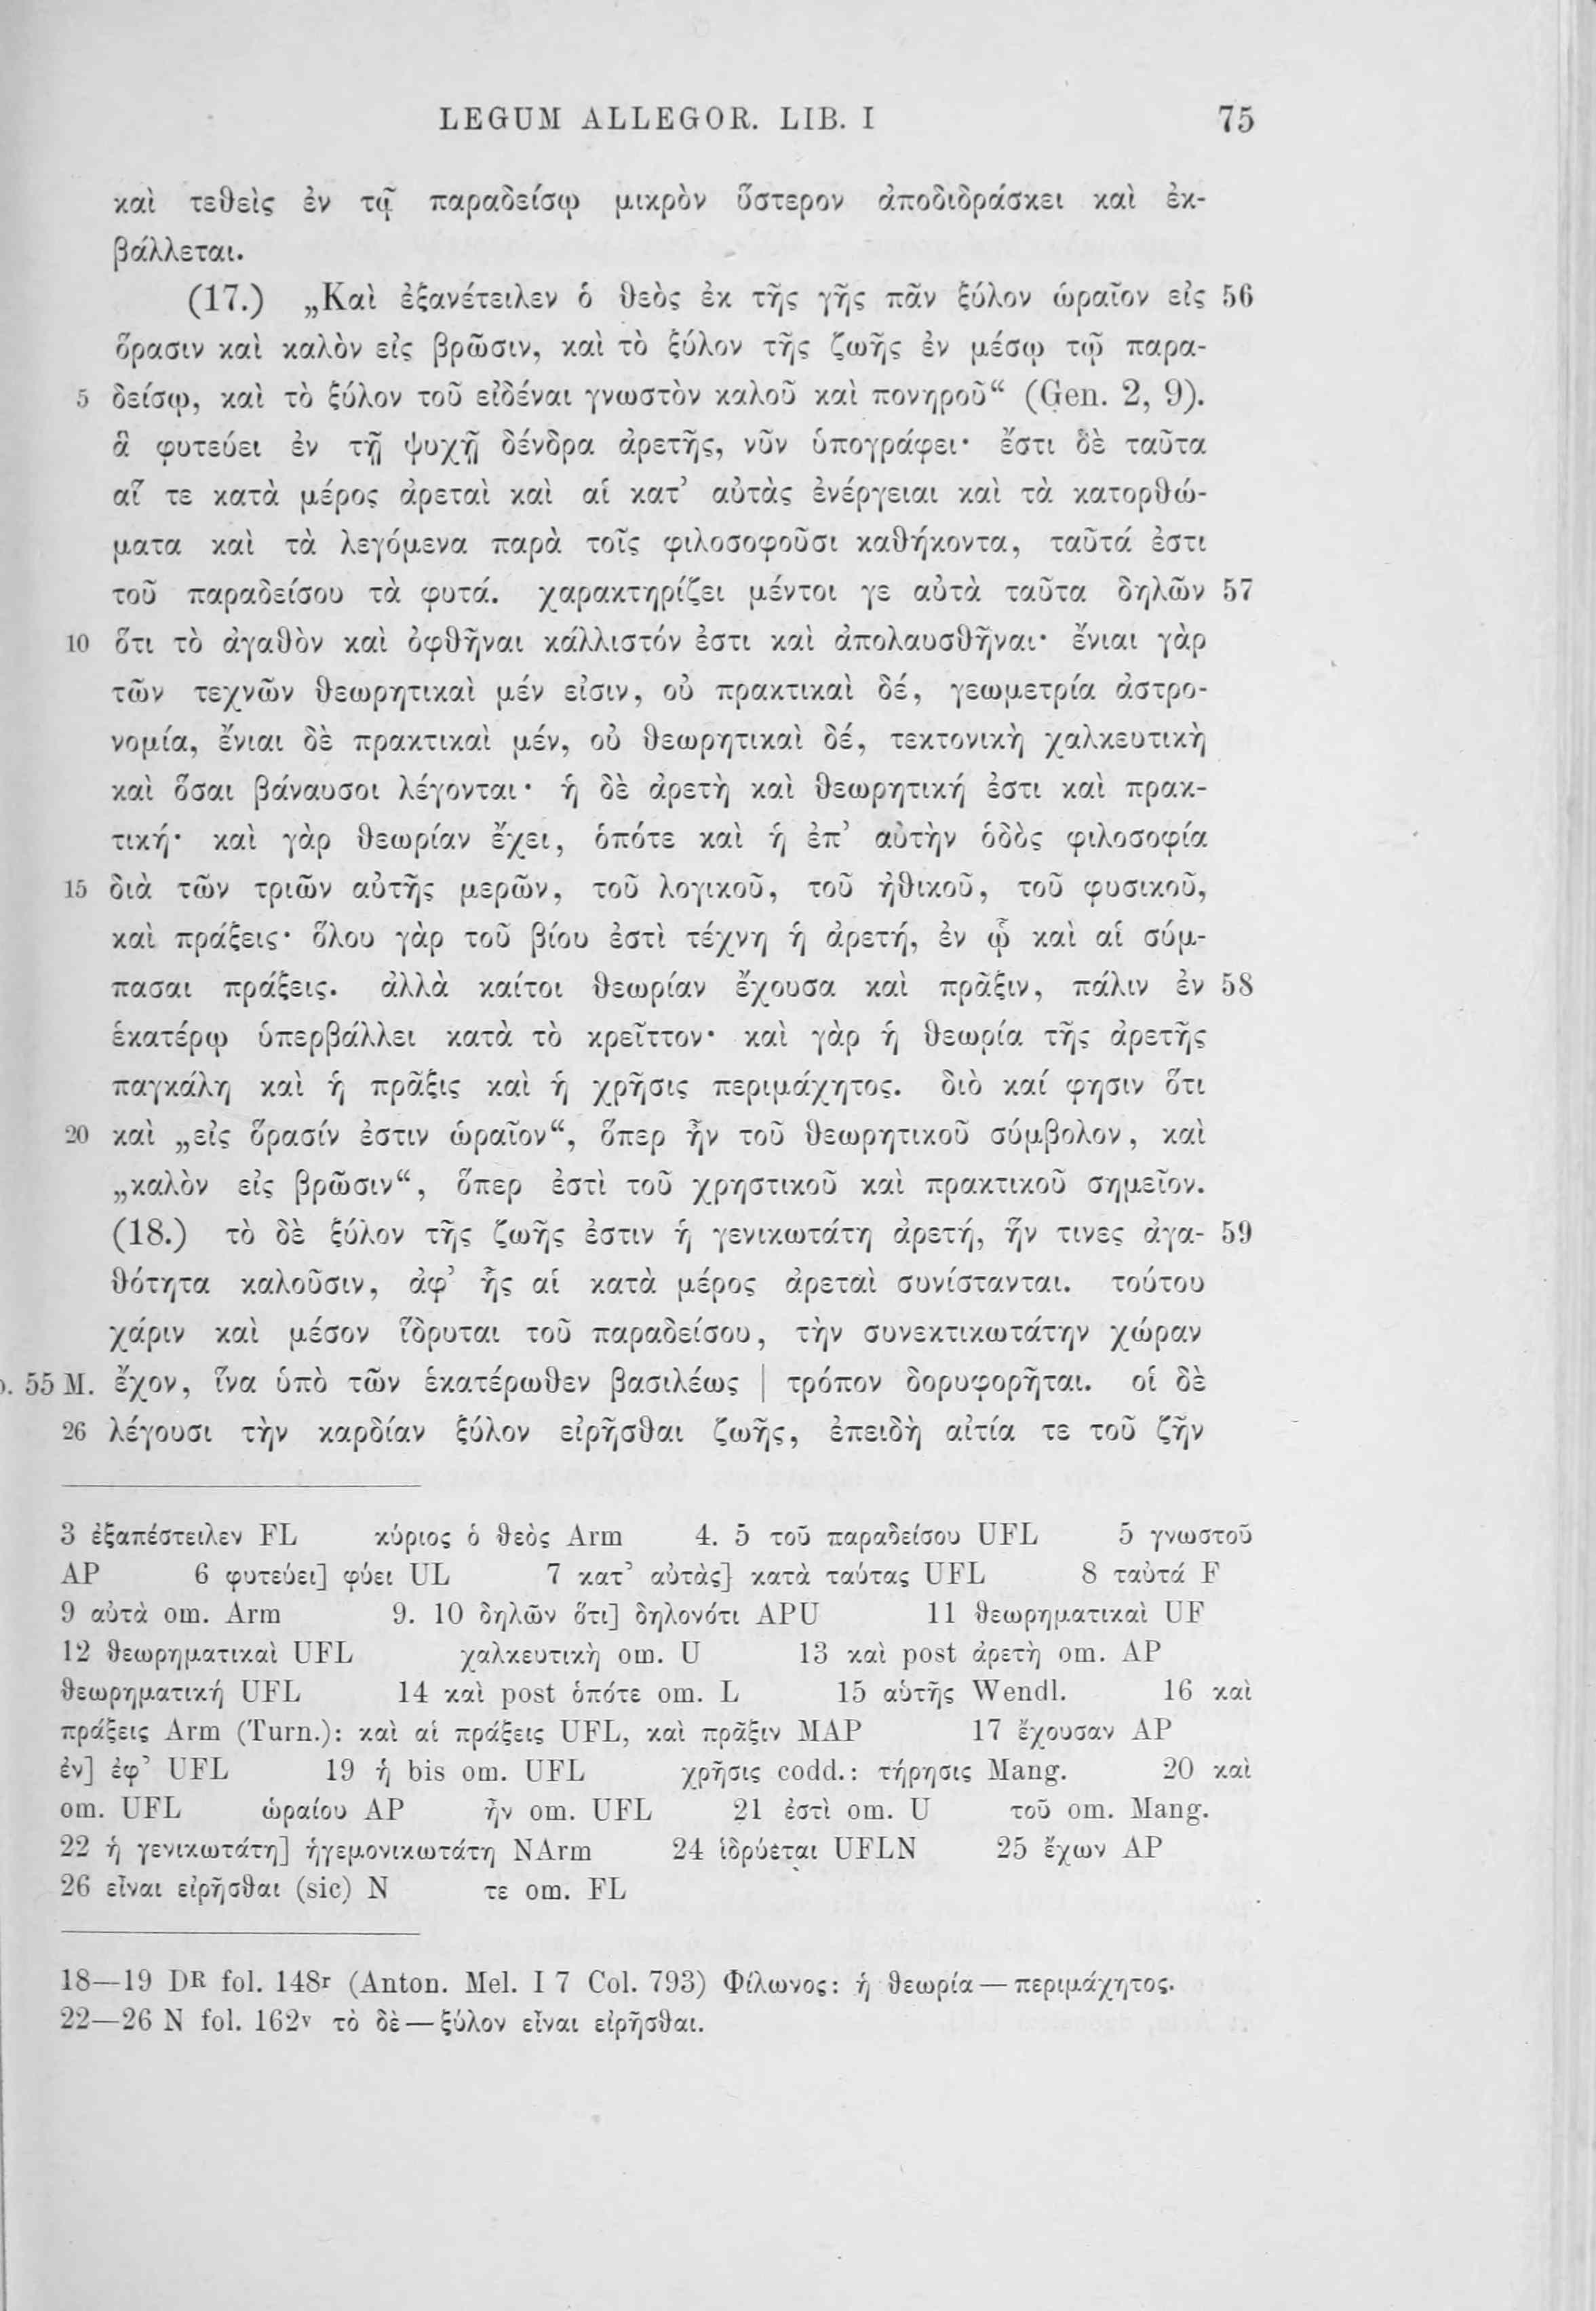 LEGUM ALLEGOR. LIB. I 75
καὶ τεθεὶς ἐν τῷ παραδείσῳ μικρὸν ὕστερον ἀποδιδράσκει καὶ ἐκ-
βάλλεται.
(17.) „Καὶ ἐξανέτειλεν ὁ θεὸς ἐκ τῆς γῆς πᾶν ξύλον ὡραῖον εἰς 56
ὅρασιν καὶ καλὸν εἰς βρῶσιν, καὶ τὸ ξύλον τῆς ζωῆς ἐν μέσῳ τῷ παρα-
5 δείσῳ, καὶ τὸ ξύλον τοῦ εἰδέναι γνωστὸν καλοῦ καὶ πονηροῦ“ (Gen. 2, 9).
ἃ φυτεύει ἐν τῇ ψυχῇ δένδρα ἀρετῆς, νῦν ὑπογράφει· ἔστι δὲ ταῦτα
αἵ τε κατὰ μέρος ἀρεταὶ καὶ αἱ κατ’ αὐτὰς ἐνέργειαι καὶ τὰ κατορθώ-
ματα καὶ τὰ λεγόμενα παρὰ τοῖς φιλοσοφοῦσι καθήκοντα, ταῦτά ἐστι
τοῦ παραδείσου τὰ φυτά. χαρακτηρίζει μέντοι γε αὐτὰ ταῦτα δηλῶν 57
10 ὅτι τὸ ἀγαθὸν καὶ ὀφθῆναι κάλλιστόν ἐστι καὶ ἀπολαυσθῆναι· ἔνιαι γὰρ
τῶν τεχνῶν θεωρητικαὶ μέν εἰσιν, οὐ πρακτικαὶ δέ, γεωμετρία ἀστρο-
νομία, ἔνιαι δὲ πρακτικαὶ μέν, οὐ θεωρητικαὶ δέ, τεκτονικὴ χαλκευτικὴ
καὶ ὅσαι βάναυσοι λέγονται· ἡ δὲ ἀρετὴ καὶ θεωρητική ἐστι καὶ πρακ-
τική· καὶ γὰρ θεωρίαν ἔχει, ὁπότε καὶ ἡ ἐπ’ αὐτὴν ὁδὸς φιλοσοφία
15 διὰ τῶν τριῶν αὐτῆς μερῶν, τοῦ λογικοῦ, τοῦ ἠθικοῦ, τοῦ φυσικοῦ,
καὶ πράξεις· ὅλου γὰρ τοῦ βίου ἐστὶ τέχνη ἡ ἀρετή, ἐν ᾧ καὶ αἱ σύμ-
πασαι πράξεις. ἀλλὰ καίτοι θεωρίαν ἔχουσα καὶ πρᾶξιν, πάλιν ἐν 58
ἑκατέρῳ ὑπερβάλλει κατὰ τὸ κρεῖττον· καὶ γὰρ ἡ θεωρία τῆς ἀρετῆς
παγκάλη καὶ ἡ πρᾶξις καὶ ἡ χρῆσις περιμάχητος. διὸ καί φησιν ὅτι
20 καὶ „εἰς ὅρασίν ἐστιν ὡραῖον“, ὅπερ ἦν τοῦ θεωρητικοῦ σύμβολον, καὶ
„καλὸν εἰς βρῶσιν“, ὅπερ ἐστὶ τοῦ χρηστικοῦ καὶ πρακτικοῦ σημεῖον.
(18.) τὸ δὲ ξύλον τῆς ζωῆς ἐστιν ἡ γενικωτάτη ἀρετή, ἥν τινες ἀγα- 59
θότητα καλοῦσιν, ἀφ’ ἧς αἱ κατὰ μέρος ἀρεταὶ συνίστανται. τούτου
χάριν καὶ μέσον ἵδρυται τοῦ παραδείσου, τὴν συνεκτικωτάτην χώραν
p. 55 M. ἔχον, ἵνα ὑπὸ τῶν ἑκατέρωθεν βασιλέως | τρόπον δορυφορῆται. οἱ δὲ
26 λέγουσι τὴν καρδίαν ξύλον εἰρῆσθαι ζωῆς, ἐπειδὴ αἰτία τε τοῦ ζῆν
3 ἐξαπέστειλεν FL κύριος ὁ θεὸς Arm 4. 5 τοῦ παραδείσου UFL 5 γνωστοῦ
AP 6 φυτεύει] φύει UL 7 κατ’ αὐτὰς] κατὰ ταύτας UFL 8 ταὐτά F
9 αὐτὰ om. Arm 9. 10 δηλῶν ὅτι] δηλονότι APU 11 θεωρηματικαὶ UF
12 θεωρηματικαὶ UFL χαλκευτικὴ om. U 13 καὶ post ἀρετὴ om. AP
θεωρηματική UFL 14 καὶ post ὁπότε om. L 15 αὑτῆς Wendl. 16 καὶ
πράξεις Arm (Turn.): καὶ αἱ πράξεις UFL, καὶ πρᾶξιν MAP 17 ἔχουσαν AP
ἐν] ἐφ’ UFL 19 ἡ bis om. UFL χρῆσις codd.: τήρησις Mang. 20 καὶ
om. UFL ὡραίου AP ἦν om. UFL 21 ἐστὶ om. U τοῦ om. Mang.
22 ἡ γενικωτάτη] ἡγεμονικωτάτη NArm 24 ἱδρύεται UFLN 25 ἔχων AP
26 εἶναι εἰρῆσθαι (sic) N τε om. FL
18—19 DR fol. 148r (Anton. Mel. I 7 Col. 793) Φίλωνος: ἡ θεωρία — περιμάχητος.
22—26 N fol. 162v τὸ δὲ — ξύλον εἶναι εἰρῆσθαι.